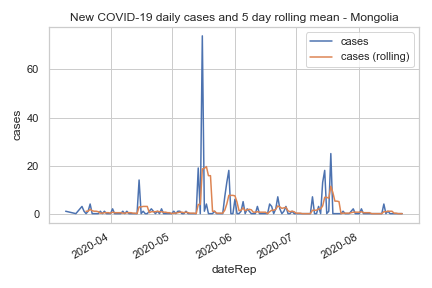 New COVID-19 daily cases and 5 day rolling mean - Mongolia
cases
cases (rolling)
cases
60
40
20
0
2020-04
2020-05
2020-06
2020-07
2020-08
dateRep